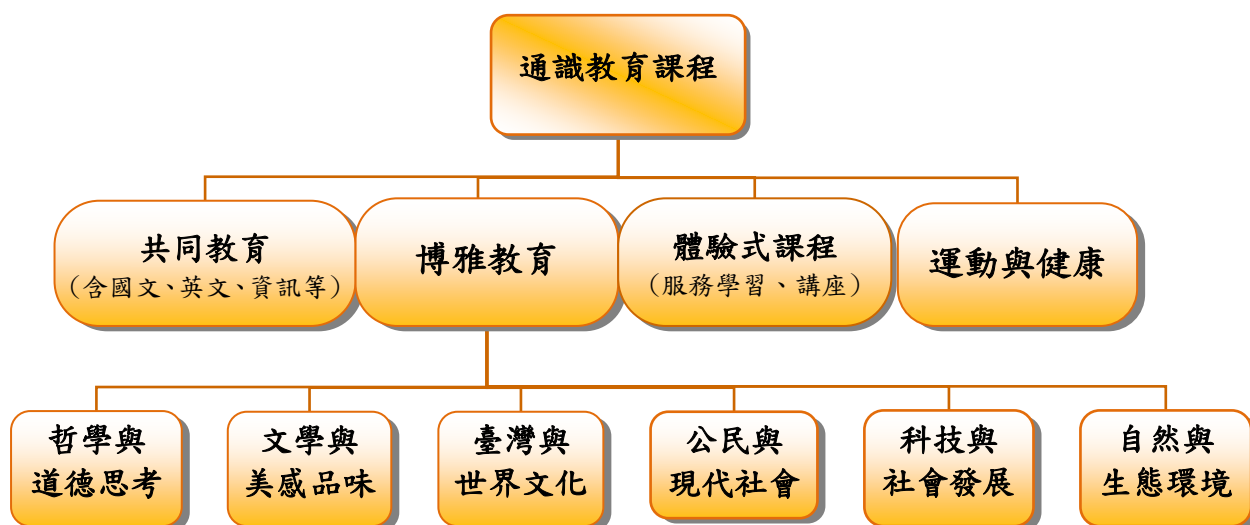 通識教育課程
共同教育
（含國文、英文、資訊等）
博雅教育
體驗式課程
（服務學習、講座）
運動與健康
哲學與
道德思考
文學與
美感品味
臺灣與
世界文化
公民與
現代社會
科技與
社會發展
自然與
生態環境